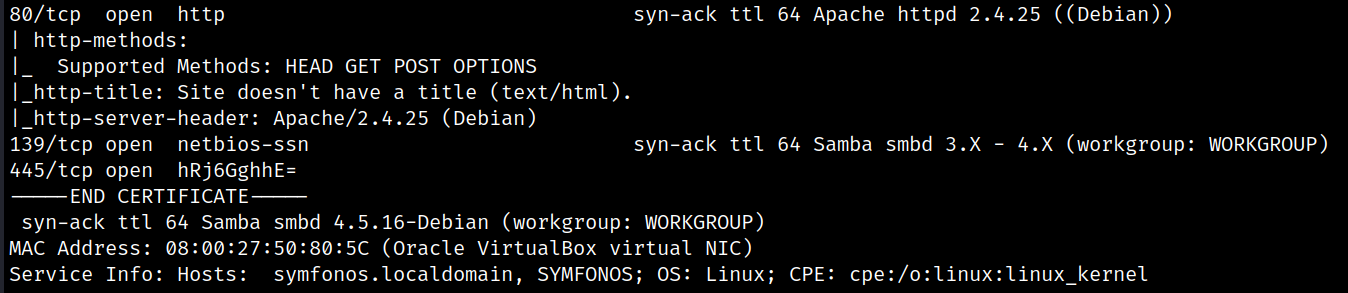 80/tcp  open  http                                syn-ack ttl 64 Apache httpd 2.4.25 ((Debian))
| http-methods:
|_  Supported Methods: HEAD GET POST OPTIONS
|_http-title: Site doesn't have a title (text/html).
|_http-server-header: Apache/2.4.25 (Debian)
139/tcp open  netbios-ssn                         syn-ack ttl 64 Samba smbd 3.X - 4.X (workgroup: WORKGROUP)
445/tcp open  hRj6GghhE=
-----END CERTIFICATE-----
 syn-ack ttl 64 Samba smbd 4.5.16-Debian (workgroup: WORKGROUP)
MAC Address: 08:00:27:50:80:5C (Oracle VirtualBox virtual NIC)
Service Info: Hosts:  symfonos.localdomain, SYMFONOS; OS: Linux; CPE: cpe:/o:linux:linux_kernel